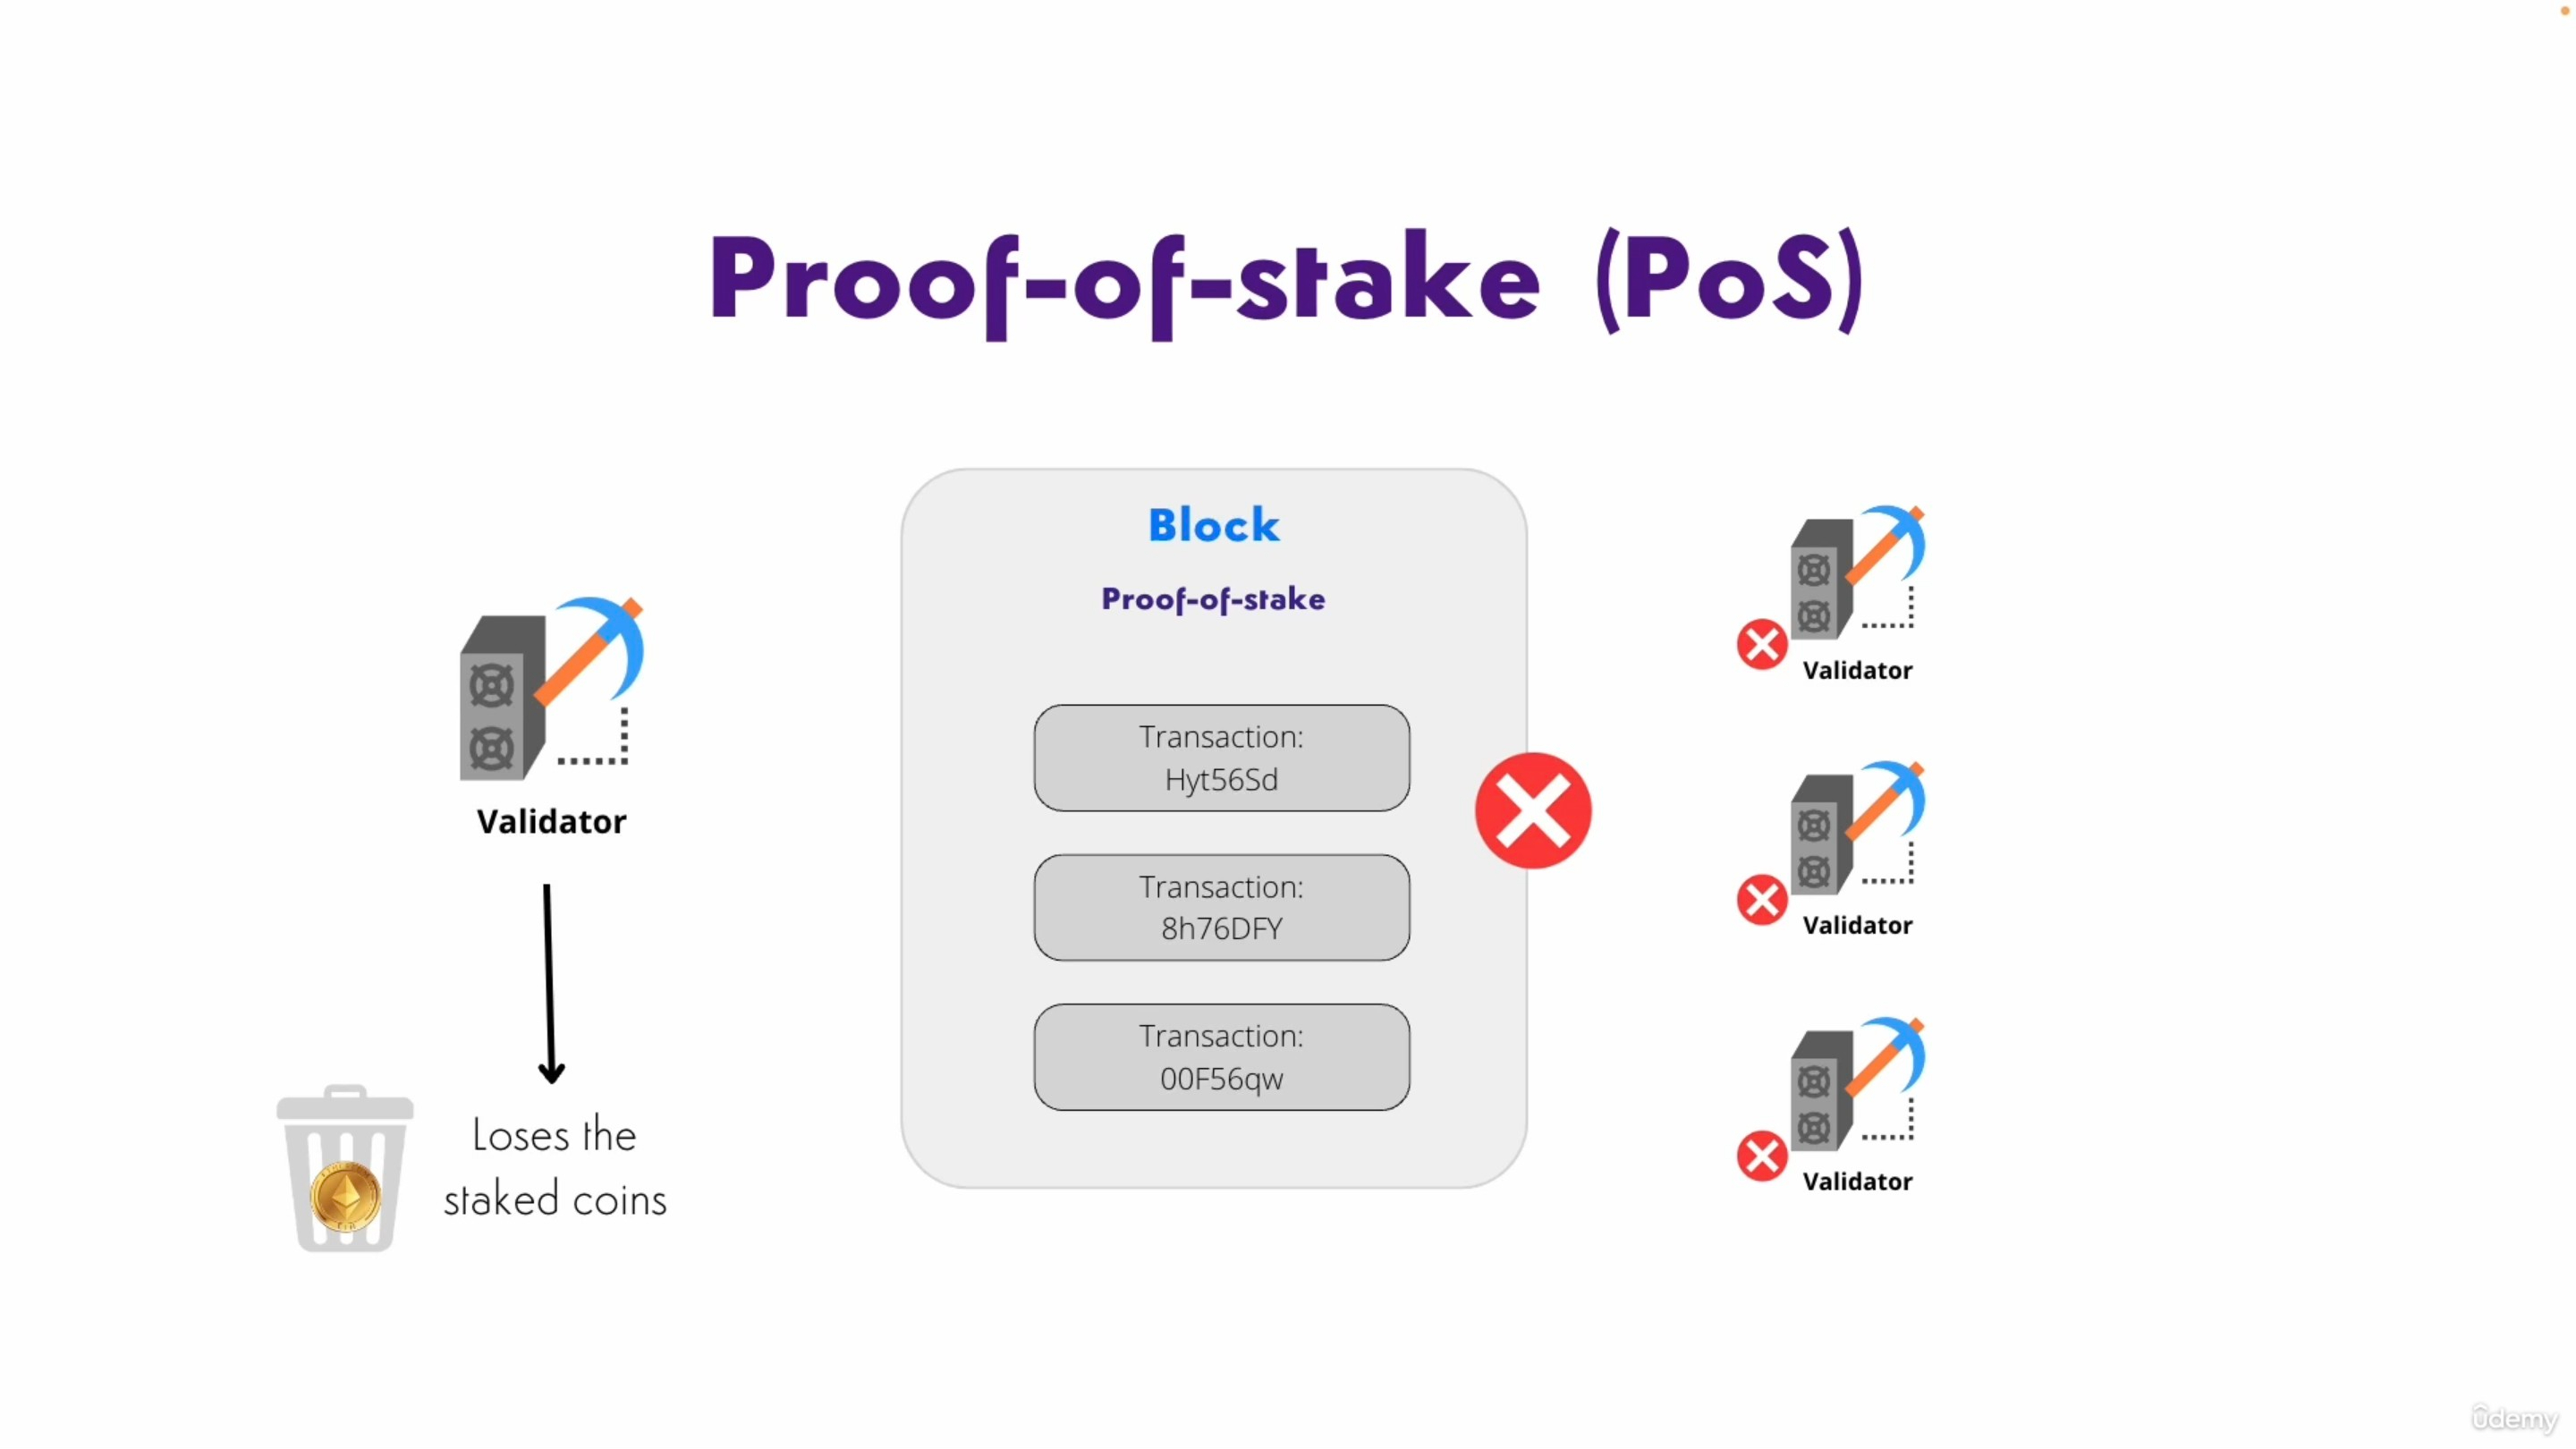 Proof-of-stake (PoS)
Block
Proof-of-stake
Transaction:
Hyt56Sd
Transaction:
8h76DFY
Transaction:
00F56qw
Validator
Loses the
staked coins
Validator
Validator
Validator
ûdemy